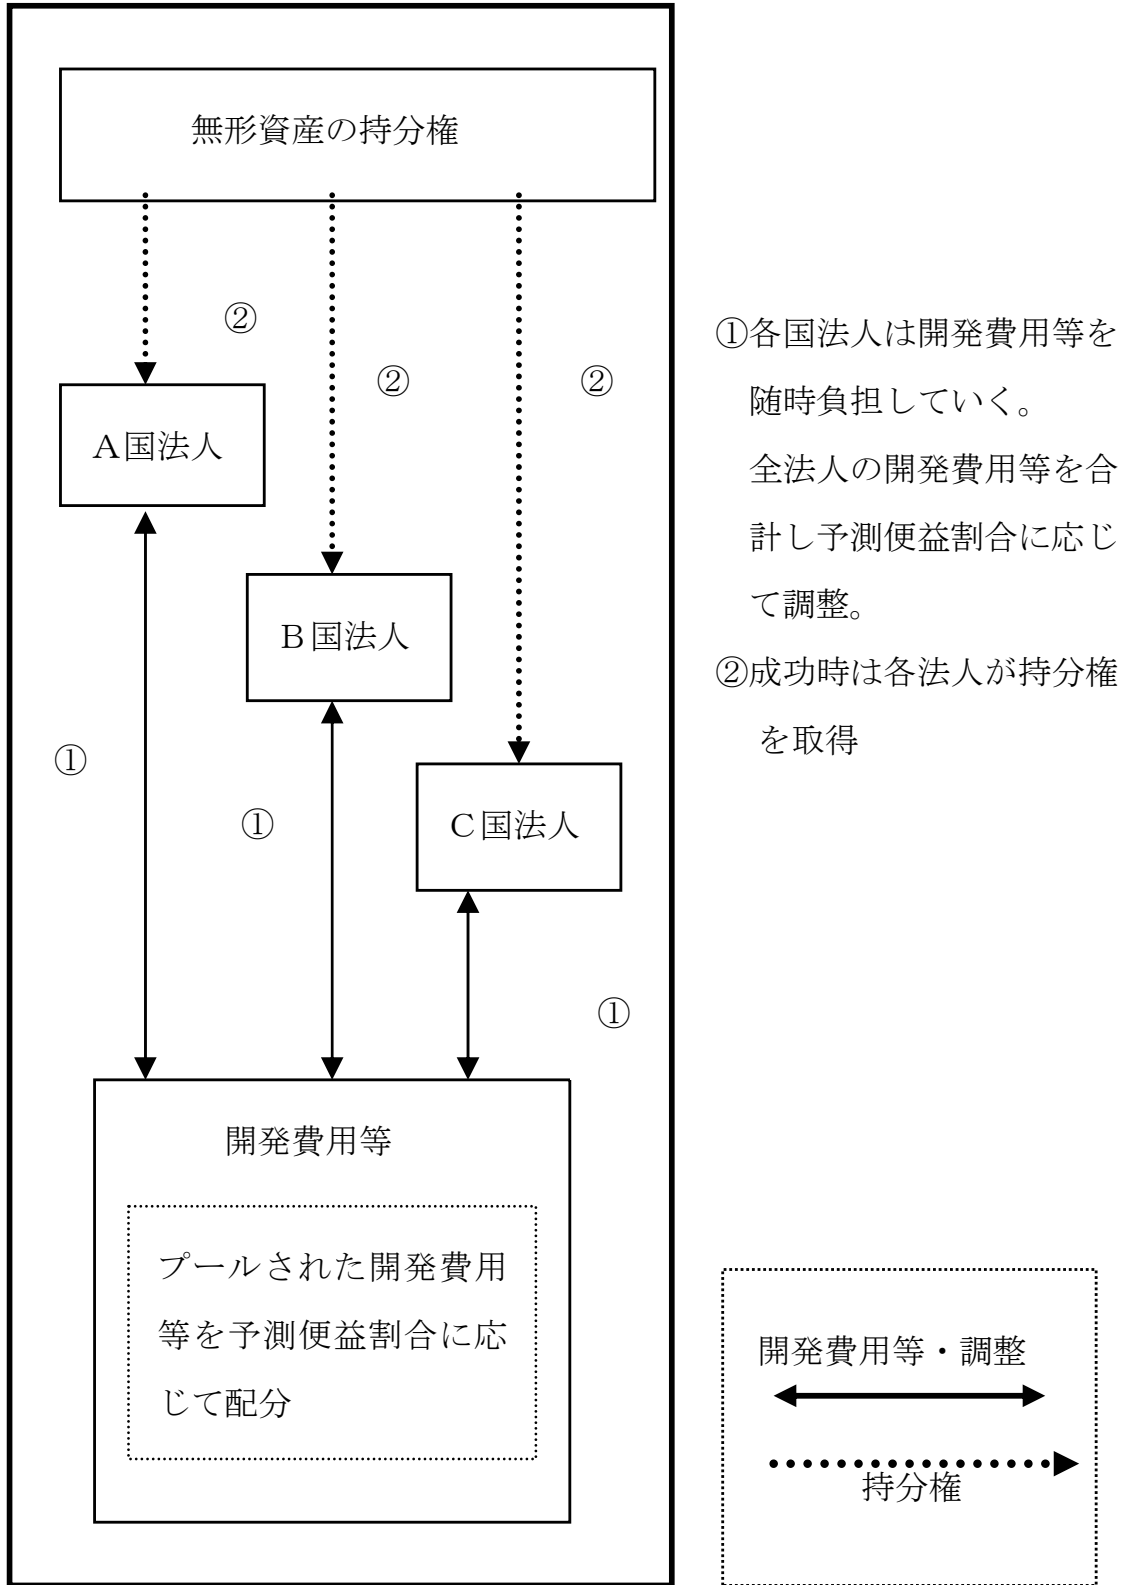 無形資産の持分権
②
②
②
Ａ国法人
Ｂ国法人
Ｃ国法人
①
①
①
開発費用等
プールされた開発費用
等を予測便益割合に応
じて配分
①各国法人は開発費用等を
随時負担していく。
全法人の開発費用等を合
計し予測便益割合に応じ
て調整。
②成功時は各法人が持分権
を取得
開発費用等・調整
持分権